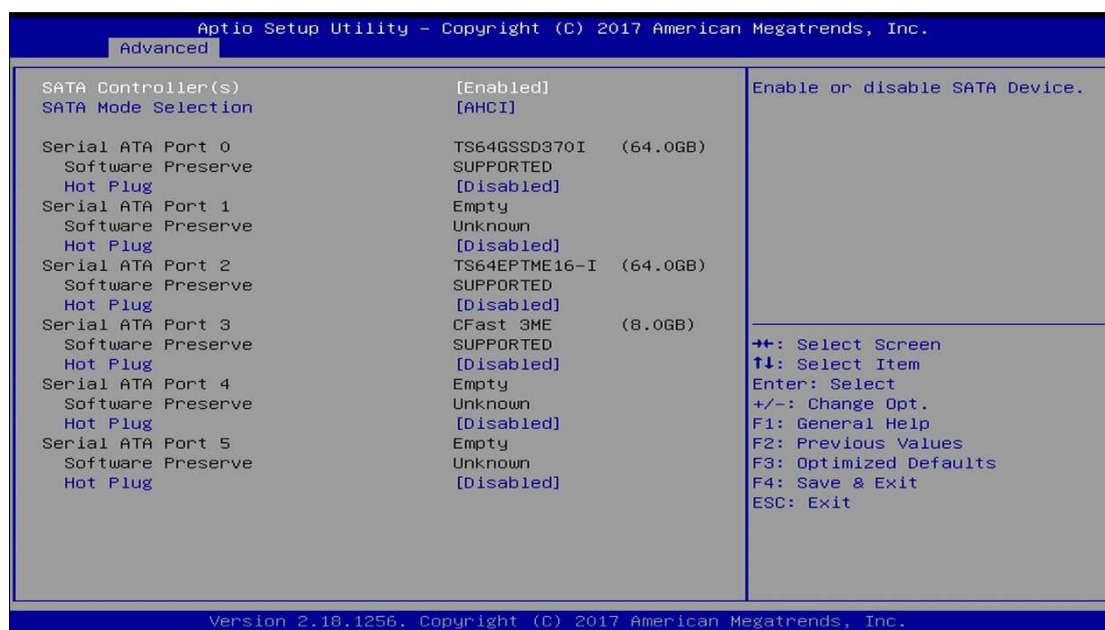 Aptio Setup Utility – Copyright (C) 2017 American Megatrends, Inc.
Advanced
SATA Controller(s) [Enabled]
SATA Mode Selection [AHCI]
Serial ATA Port 0 TS64GSSD370I (64.0GB)
Software Preserve SUPPORTED
Hot Plug [Disabled]
Serial ATA Port 1 Empty
Software Preserve Unknown
Hot Plug [Disabled]
Serial ATA Port 2 TS64EPTME16-I (64.0GB)
Software Preserve SUPPORTED
Hot Plug [Disabled]
Serial ATA Port 3 CFast 3ME (8.0GB)
Software Preserve SUPPORTED
Hot Plug [Disabled]
Serial ATA Port 4 Empty
Software Preserve Unknown
Hot Plug [Disabled]
Serial ATA Port 5 Empty
Software Preserve Unknown
Hot Plug [Disabled]
Enable or disable SATA Device.
→←: Select Screen
↑↓: Select Item
Enter: Select
+/-: Change Opt.
F1: General Help
F2: Previous Values
F3: Optimized Defaults
F4: Save & Exit
ESC: Exit
Version 2.18.1256. Copyright (C) 2017 American Megatrends, Inc.